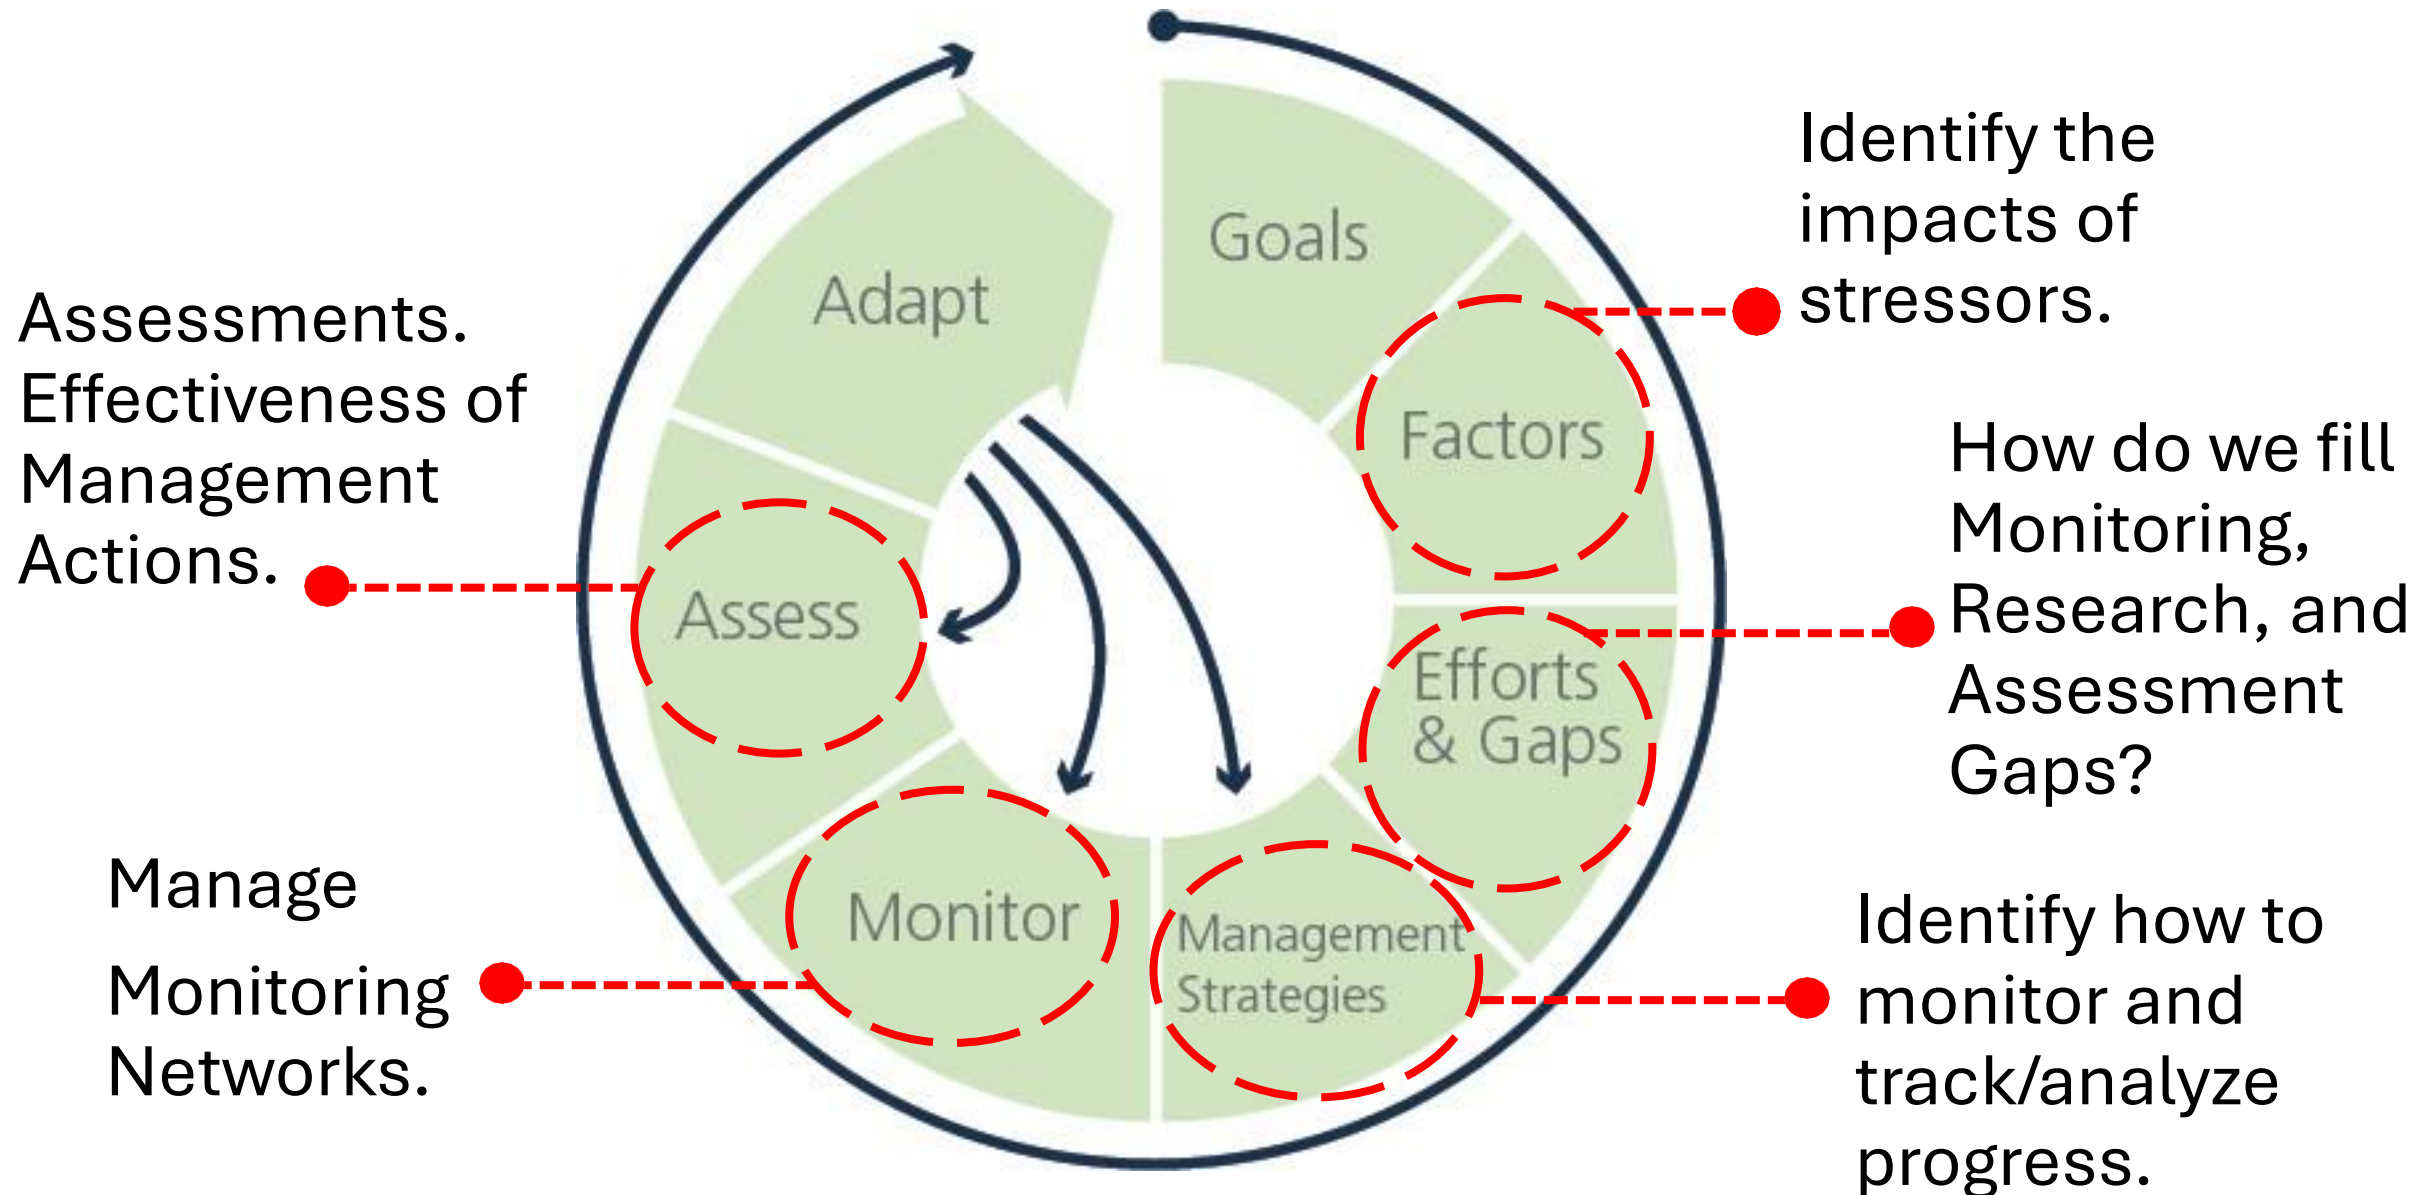 Goals
Factors
Efforts
& Gaps
Management
Strategies
Monitor
Assess
Adapt
Identify the
impacts of
stressors.
How do we fill
Monitoring,
Research, and
Assessment
Gaps?
Identify how to
monitor and
track/analyze
progress.
Manage
Monitoring
Networks.
Assessments.
Effectiveness of
Management
Actions.